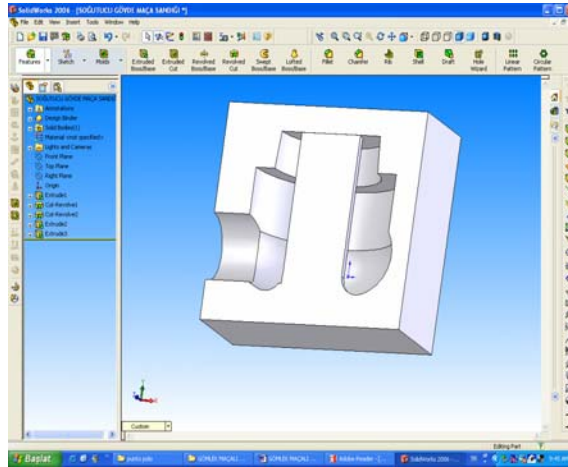 SolidWorks 2006 - [SOĞUTUCU GÖVDE MAÇA SANDIĞI *]
File Edit View Insert Tools Window Help
Features Sketch Molds Extruded Boss/Base Extruded Cut Revolved Boss/Base Revolved Cut Swept Boss/Base Lofted Boss/Base Fillet Chamfer Rib Shell Draft Hole Wizard Linear Pattern Circular Pattern
SOĞUTUCU GÖVDE MAÇA SANDI
Annotations
Design Binder
Solid Bodies(1)
Material <not specified>
Lights and Cameras
Front Plane
Top Plane
Right Plane
Origin
Extrude1
Cut-Revolve1
Cut-Revolve2
Extrude2
Extrude3
Custom
Editing Part
Başlat
Adobe Reader - [...
SolidWorks 2006 - ...